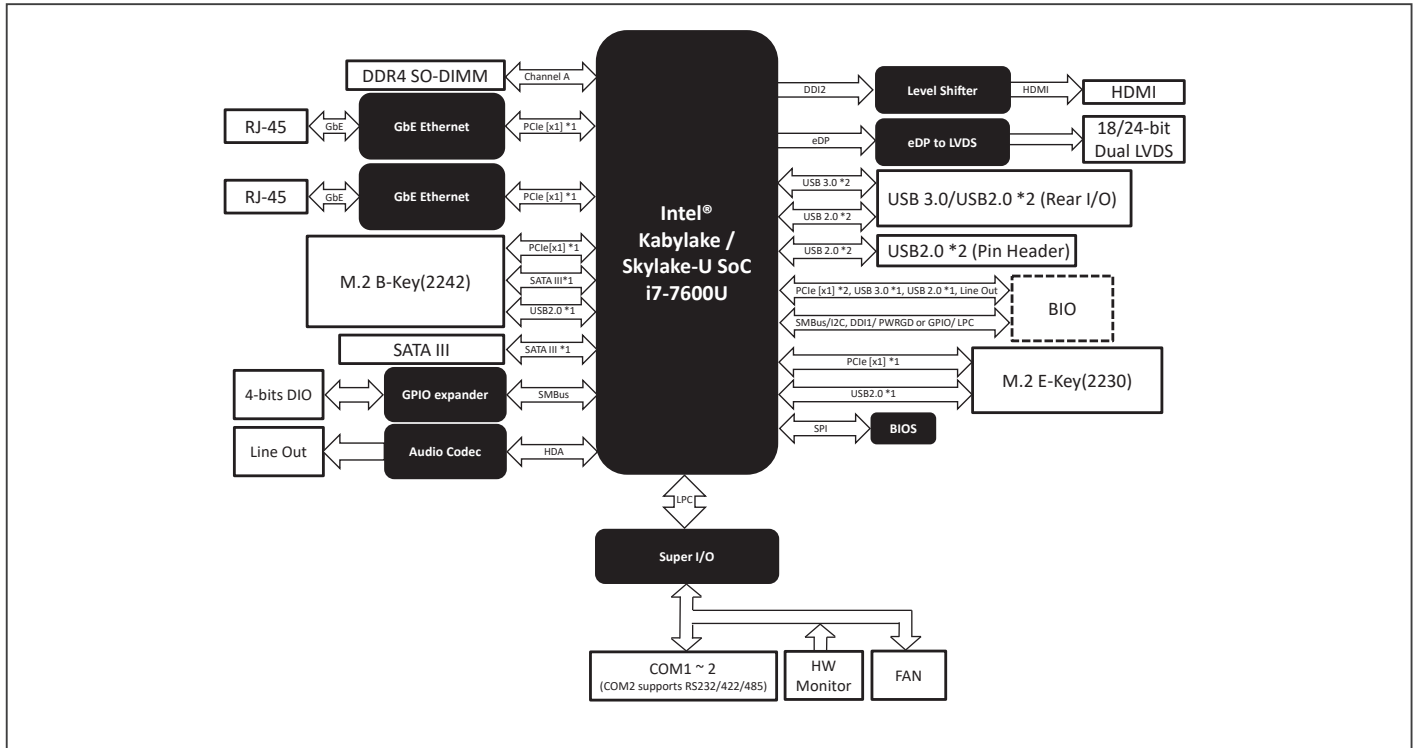 DDR4 SO-DIMM
Channel A
RJ-45
GbE
GbE Ethernet
PCIe [x1] *1
RJ-45
GbE
GbE Ethernet
PCIe [x1] *1
M.2 B-Key(2242)
PCIe[x1] *1
SATA III*1
USB2.0 *1
SATA III
SATA III *1
4-bits DIO
GPIO expander
SMBus
Line Out
Audio Codec
HDA
Intel®
Kabylake /
Skylake-U SoC
i7-7600U
DDI2
Level Shifter
HDMI
HDMI
eDP
eDP to LVDS
18/24-bit
Dual LVDS
USB 3.0 *2
USB 2.0 *2
USB 3.0/USB2.0 *2 (Rear I/O)
USB 2.0 *2
USB2.0 *2 (Pin Header)
PCIe [x1] *2, USB 3.0 *1, USB 2.0 *1, Line Out
SMBus/I2C, DDI1/ PWRGD or GPIO/ LPC
BIO
PCIe [x1] *1
USB2.0 *1
M.2 E-Key(2230)
SPI
BIOS
LPC
Super I/O
COM1 ~ 2
(COM2 supports RS232/422/485)
HW
Monitor
FAN